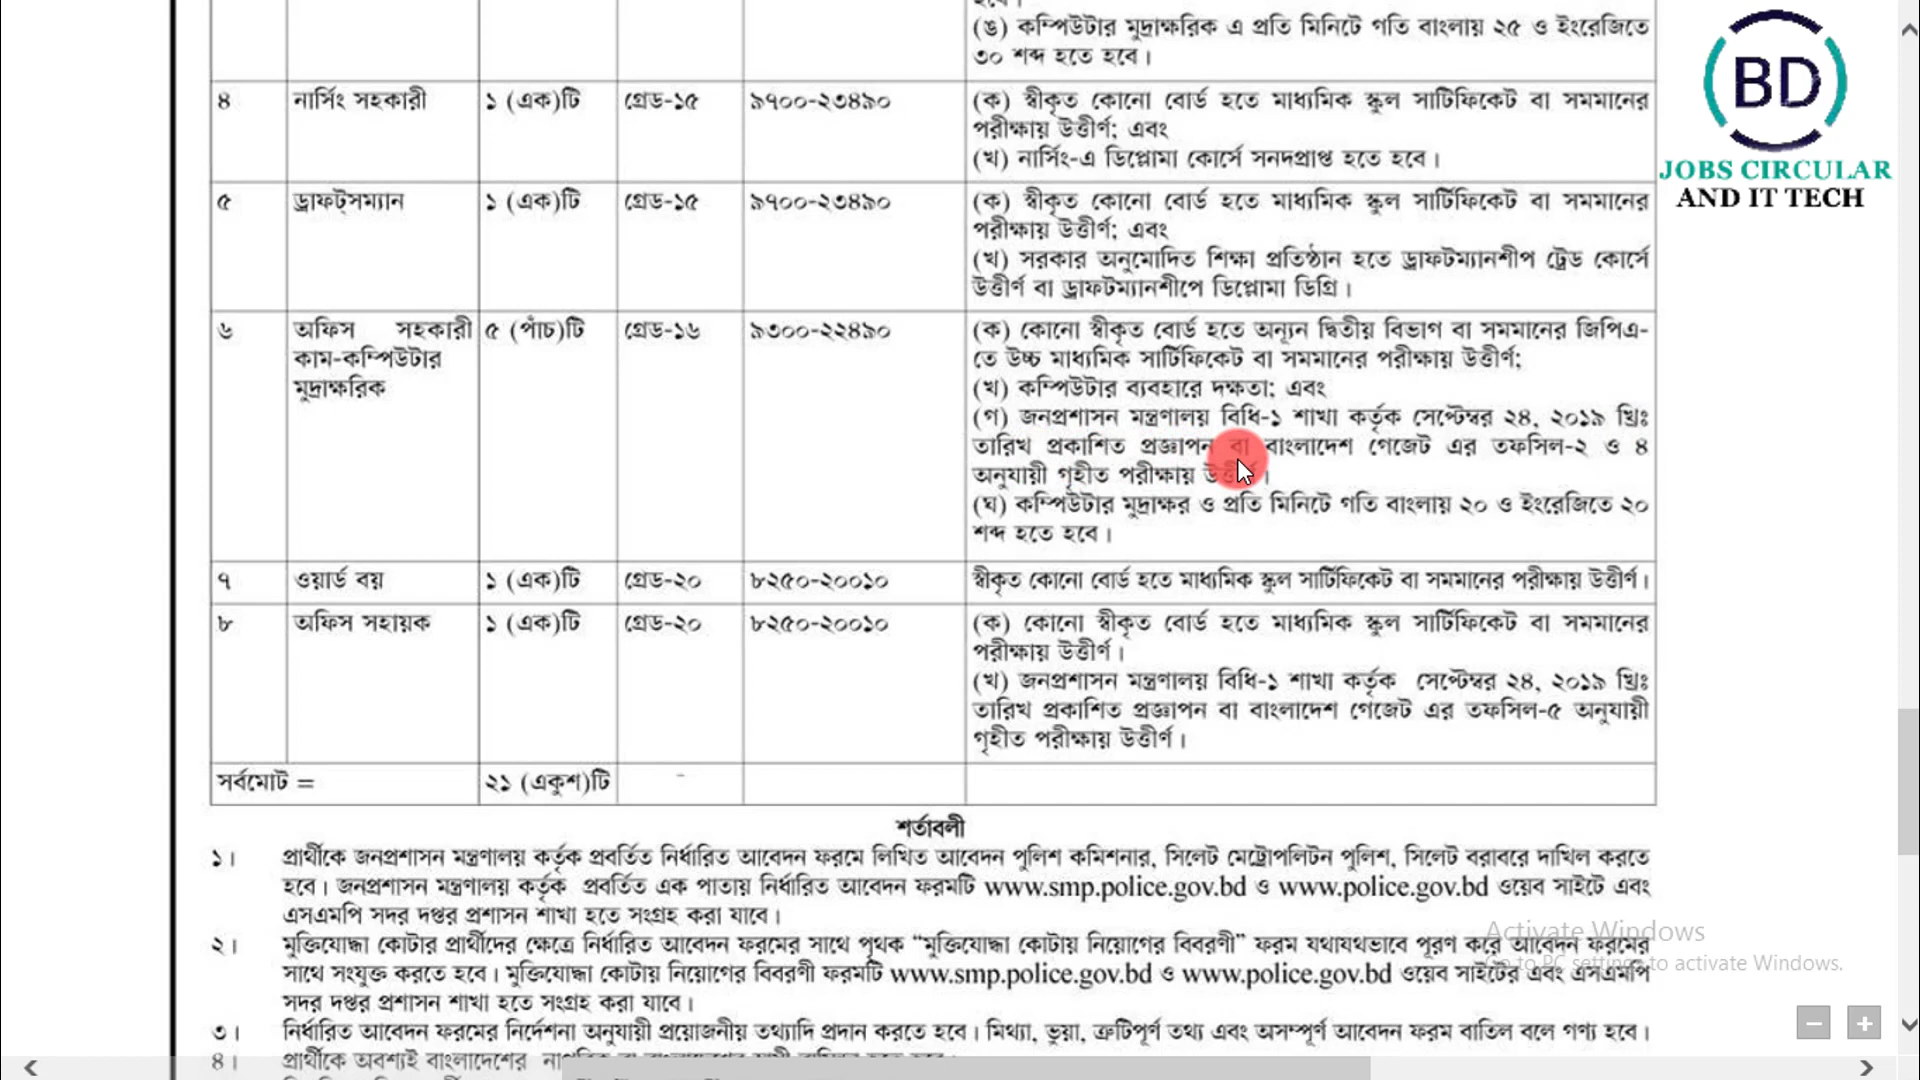 (ঙ) কম্পিউটার মুদ্রাক্ষরিক এ প্রতি মিনিটে গতি বাংলায় ২৫ ও ইংরেজিতে
৩০ শব্দ হতে হবে।
BD
JOBS CIRCULAR
AND IT TECH
৪ নার্সিং সহকারী ১ (এক)টি গ্রেড-১৫ ৯৭০০-২৩৪৯০ (ক) স্বীকৃত কোনো বোর্ড হতে মাধ্যমিক স্কুল সার্টিফিকেট বা সমমানের
পরীক্ষায় উত্তীর্ণ; এবং
(খ) নার্সিং-এ ডিপ্লোমা কোর্সে সনদপ্রাপ্ত হতে হবে।
৫ ড্রাফট্সম্যান ১ (এক)টি গ্রেড-১৫ ৯৭০০-২৩৪৯০ (ক) স্বীকৃত কোনো বোর্ড হতে মাধ্যমিক স্কুল সার্টিফিকেট বা সমমানের
পরীক্ষায় উত্তীর্ণ; এবং
(খ) সরকার অনুমোদিত শিক্ষা প্রতিষ্ঠান হতে ড্রাফটম্যানশীপ ট্রেড কোর্সে
উত্তীর্ণ বা ড্রাফটম্যানশীপে ডিপ্লোমা ডিগ্রি।
৬ অফিস সহকারী ৫ (পাঁচ)টি গ্রেড-১৬ ৯৩০০-২২৪৯০ (ক) কোনো স্বীকৃত বোর্ড হতে অন্যূন দ্বিতীয় বিভাগ বা সমমানের জিপিএ-
কাম-কম্পিউটার তে উচ্চ মাধ্যমিক সার্টিফিকেট বা সমমানের পরীক্ষায় উত্তীর্ণ;
মুদ্রাক্ষরিক (খ) কম্পিউটার ব্যবহারে দক্ষতা; এবং
(গ) জনপ্রশাসন মন্ত্রণালয় বিধি-১ শাখা কর্তৃক সেপ্টেম্বর ২৪, ২০১৯ খ্রিঃ
তারিখ প্রকাশিত প্রজ্ঞাপন বা বাংলাদেশ গেজেট এর তফসিল-২ ও ৪
অনুযায়ী গৃহীত পরীক্ষায় উত্তীর্ণ।
(ঘ) কম্পিউটার মুদ্রাক্ষর ও প্রতি মিনিটে গতি বাংলায় ২০ ও ইংরেজিতে ২০
শব্দ হতে হবে।
৭ ওয়ার্ড বয় ১ (এক)টি গ্রেড-২০ ৮২৫০-২০০১০ স্বীকৃত কোনো বোর্ড হতে মাধ্যমিক স্কুল সার্টিফিকেট বা সমমানের পরীক্ষায় উত্তীর্ণ।
৮ অফিস সহায়ক ১ (এক)টি গ্রেড-২০ ৮২৫০-২০০১০ (ক) কোনো স্বীকৃত বোর্ড হতে মাধ্যমিক স্কুল সার্টিফিকেট বা সমমানের
পরীক্ষায় উত্তীর্ণ।
(খ) জনপ্রশাসন মন্ত্রণালয় বিধি-১ শাখা কর্তৃক সেপ্টেম্বর ২৪, ২০১৯ খ্রিঃ
তারিখ প্রকাশিত প্রজ্ঞাপন বা বাংলাদেশ গেজেট এর তফসিল-৫ অনুযায়ী
গৃহীত পরীক্ষায় উত্তীর্ণ।
সর্বমোট = ২১ (একুশ)টি -
শর্তাবলী
১। প্রার্থীকে জনপ্রশাসন মন্ত্রণালয় কর্তৃক প্রবর্তিত নির্ধারিত আবেদন ফরমে লিখিত আবেদন পুলিশ কমিশনার, সিলেট মেট্রোপলিটন পুলিশ, সিলেট বরাবরে দাখিল করতে
হবে। জনপ্রশাসন মন্ত্রণালয় কর্তৃক প্রবর্তিত এক পাতায় নির্ধারিত আবেদন ফরমটি www.smp.police.gov.bd ও www.police.gov.bd ওয়েব সাইটে এবং
এসএমপি সদর দপ্তর প্রশাসন শাখা হতে সংগ্রহ করা যাবে।
২। মুক্তিযোদ্ধা কোটার প্রার্থীদের ক্ষেত্রে নির্ধারিত আবেদন ফরমের সাথে পৃথক “মুক্তিযোদ্ধা কোটায় নিয়োগের বিবরণী” ফরম যথাযথভাবে পূরণ করে আবেদন ফরমের
সাথে সংযুক্ত করতে হবে। মুক্তিযোদ্ধা কোটায় নিয়োগের বিবরণী ফরমটি www.smp.police.gov.bd ও www.police.gov.bd ওয়েব সাইটের এবং এসএমপি
সদর দপ্তর প্রশাসন শাখা হতে সংগ্রহ করা যাবে।
Activate Windows
Go to PC settings to activate Windows.
৩। নির্ধারিত আবেদন ফরমের নির্দেশনা অনুযায়ী প্রয়োজনীয় তথ্যাদি প্রদান করতে হবে। মিথ্যা, ভুয়া, ত্রুটিপূর্ণ তথ্য এবং অসম্পূর্ণ আবেদন ফরম বাতিল বলে গণ্য হবে।
৪। প্রার্থীকে অবশ্যই বাংলাদেশের